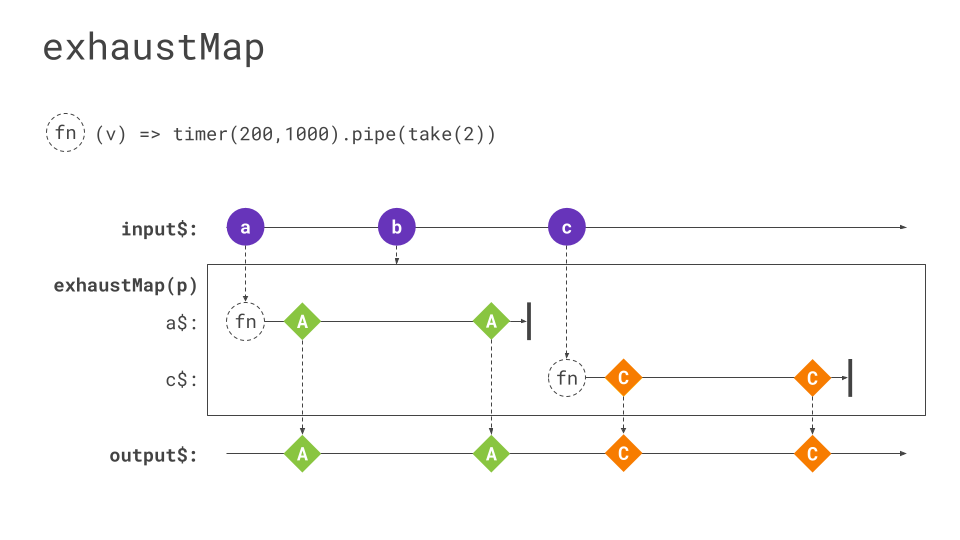 exhaustMap
fn (v) => timer(200,1000).pipe(take(2))
input$: a b c
exhaustMap(p)
a$: fn A A
c$: fn C C
output$: A A C C